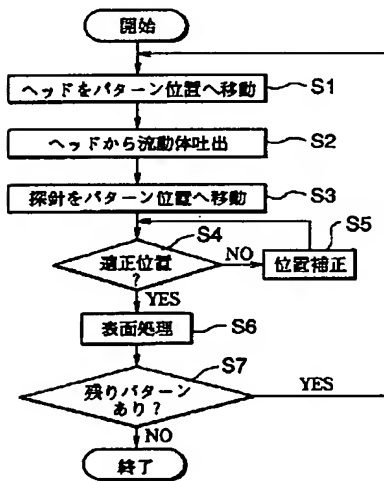 開始
ヘッドをパターン位置へ移動
S1
ヘッドから流動体吐出
S2
探針をパターン位置へ移動
S3
S4
S5
適正位置
?
NO
位置補正
YES
表面処理
S6
S7
残りパターン
あり?
YES
NO
終了